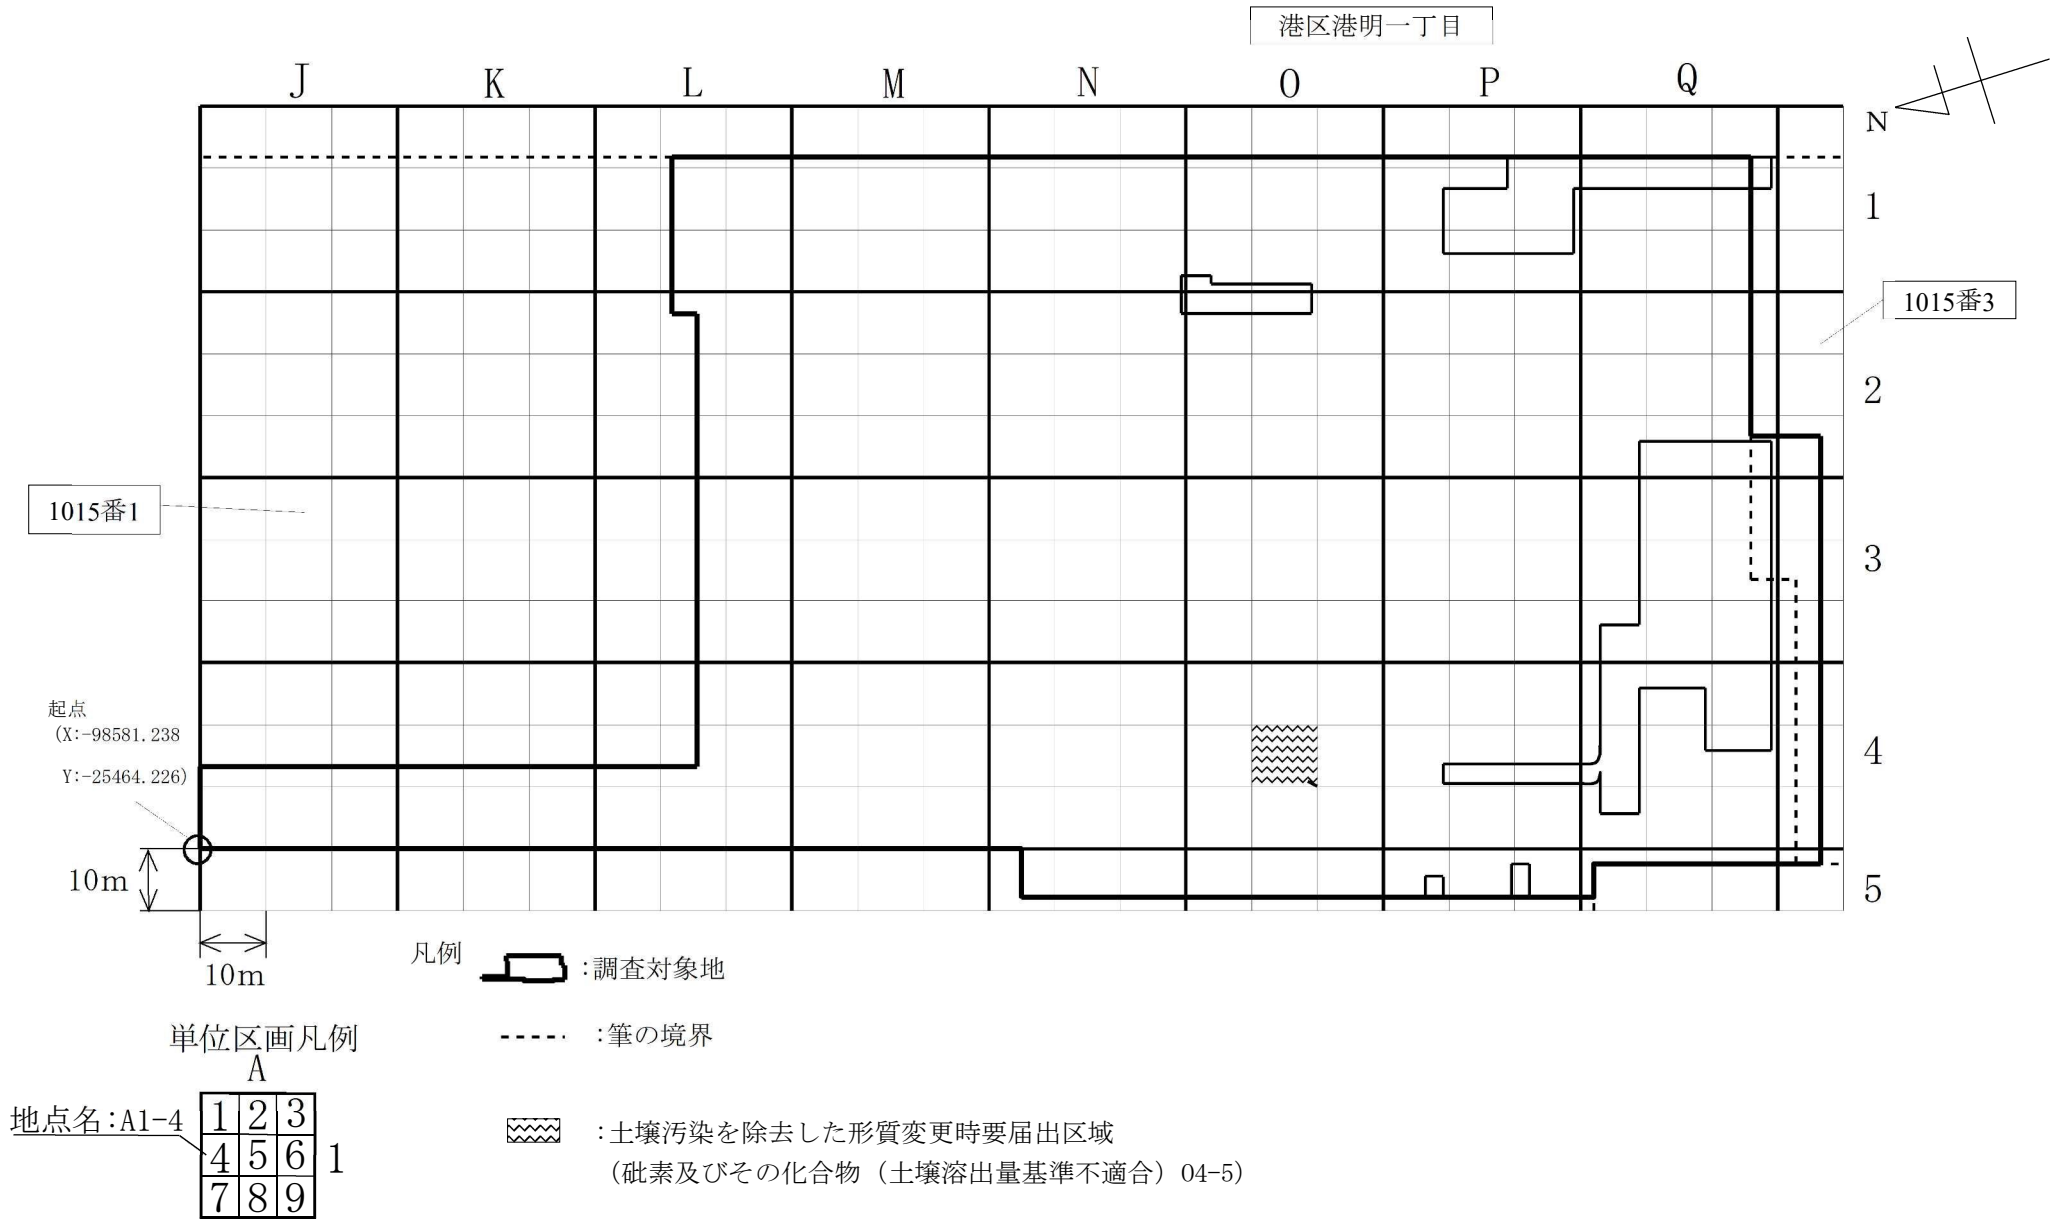 港区港明一丁目
J K L M N O P Q
N
1
1015番3
2
1015番1
3
起点
(X:-98581.238
4
Y:-25464.226)
10m
5
10m
凡例
:調査対象地
単位区画凡例
:筆の境界
A
地点名:A1-4
1 2 3
4 5 6
7 8 9
1
:土壌汚染を除去した形質変更時要届出区域
(砒素及びその化合物（土壌溶出量基準不適合）O4-5)